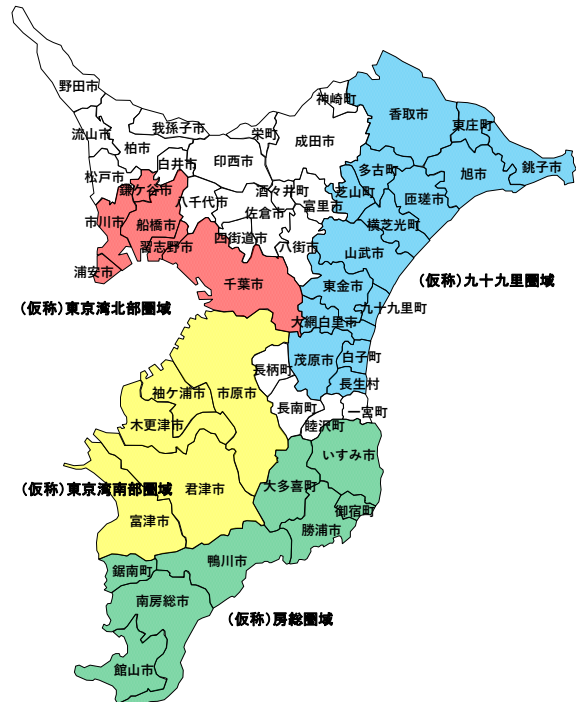 野田市
神崎町
香取市
流山市
我孫子市
栄町
成田市
東庄町
柏市
白井市
印西市
多古町
旭市
銚子市
松戸市
鎌ケ谷市
八千代市
酒々井町
芝山町
匝瑳市
市川市
船橋市
佐倉市
富里市
横芝光町
習志野市
四街道市
八街市
山武市
浦安市
千葉市
東金市
(仮称)九十九里圏域
(仮称)東京湾北部圏域
大網白里市
九十九里町
長柄町
茂原市
白子町
袖ケ浦市
市原市
長生村
木更津市
長南町
一宮町
睦沢町
いすみ市
(仮称)東京湾南部圏域
君津市
大多喜町
御宿町
富津市
勝浦市
鋸南町
鴨川市
南房総市
(仮称)房総圏域
館山市